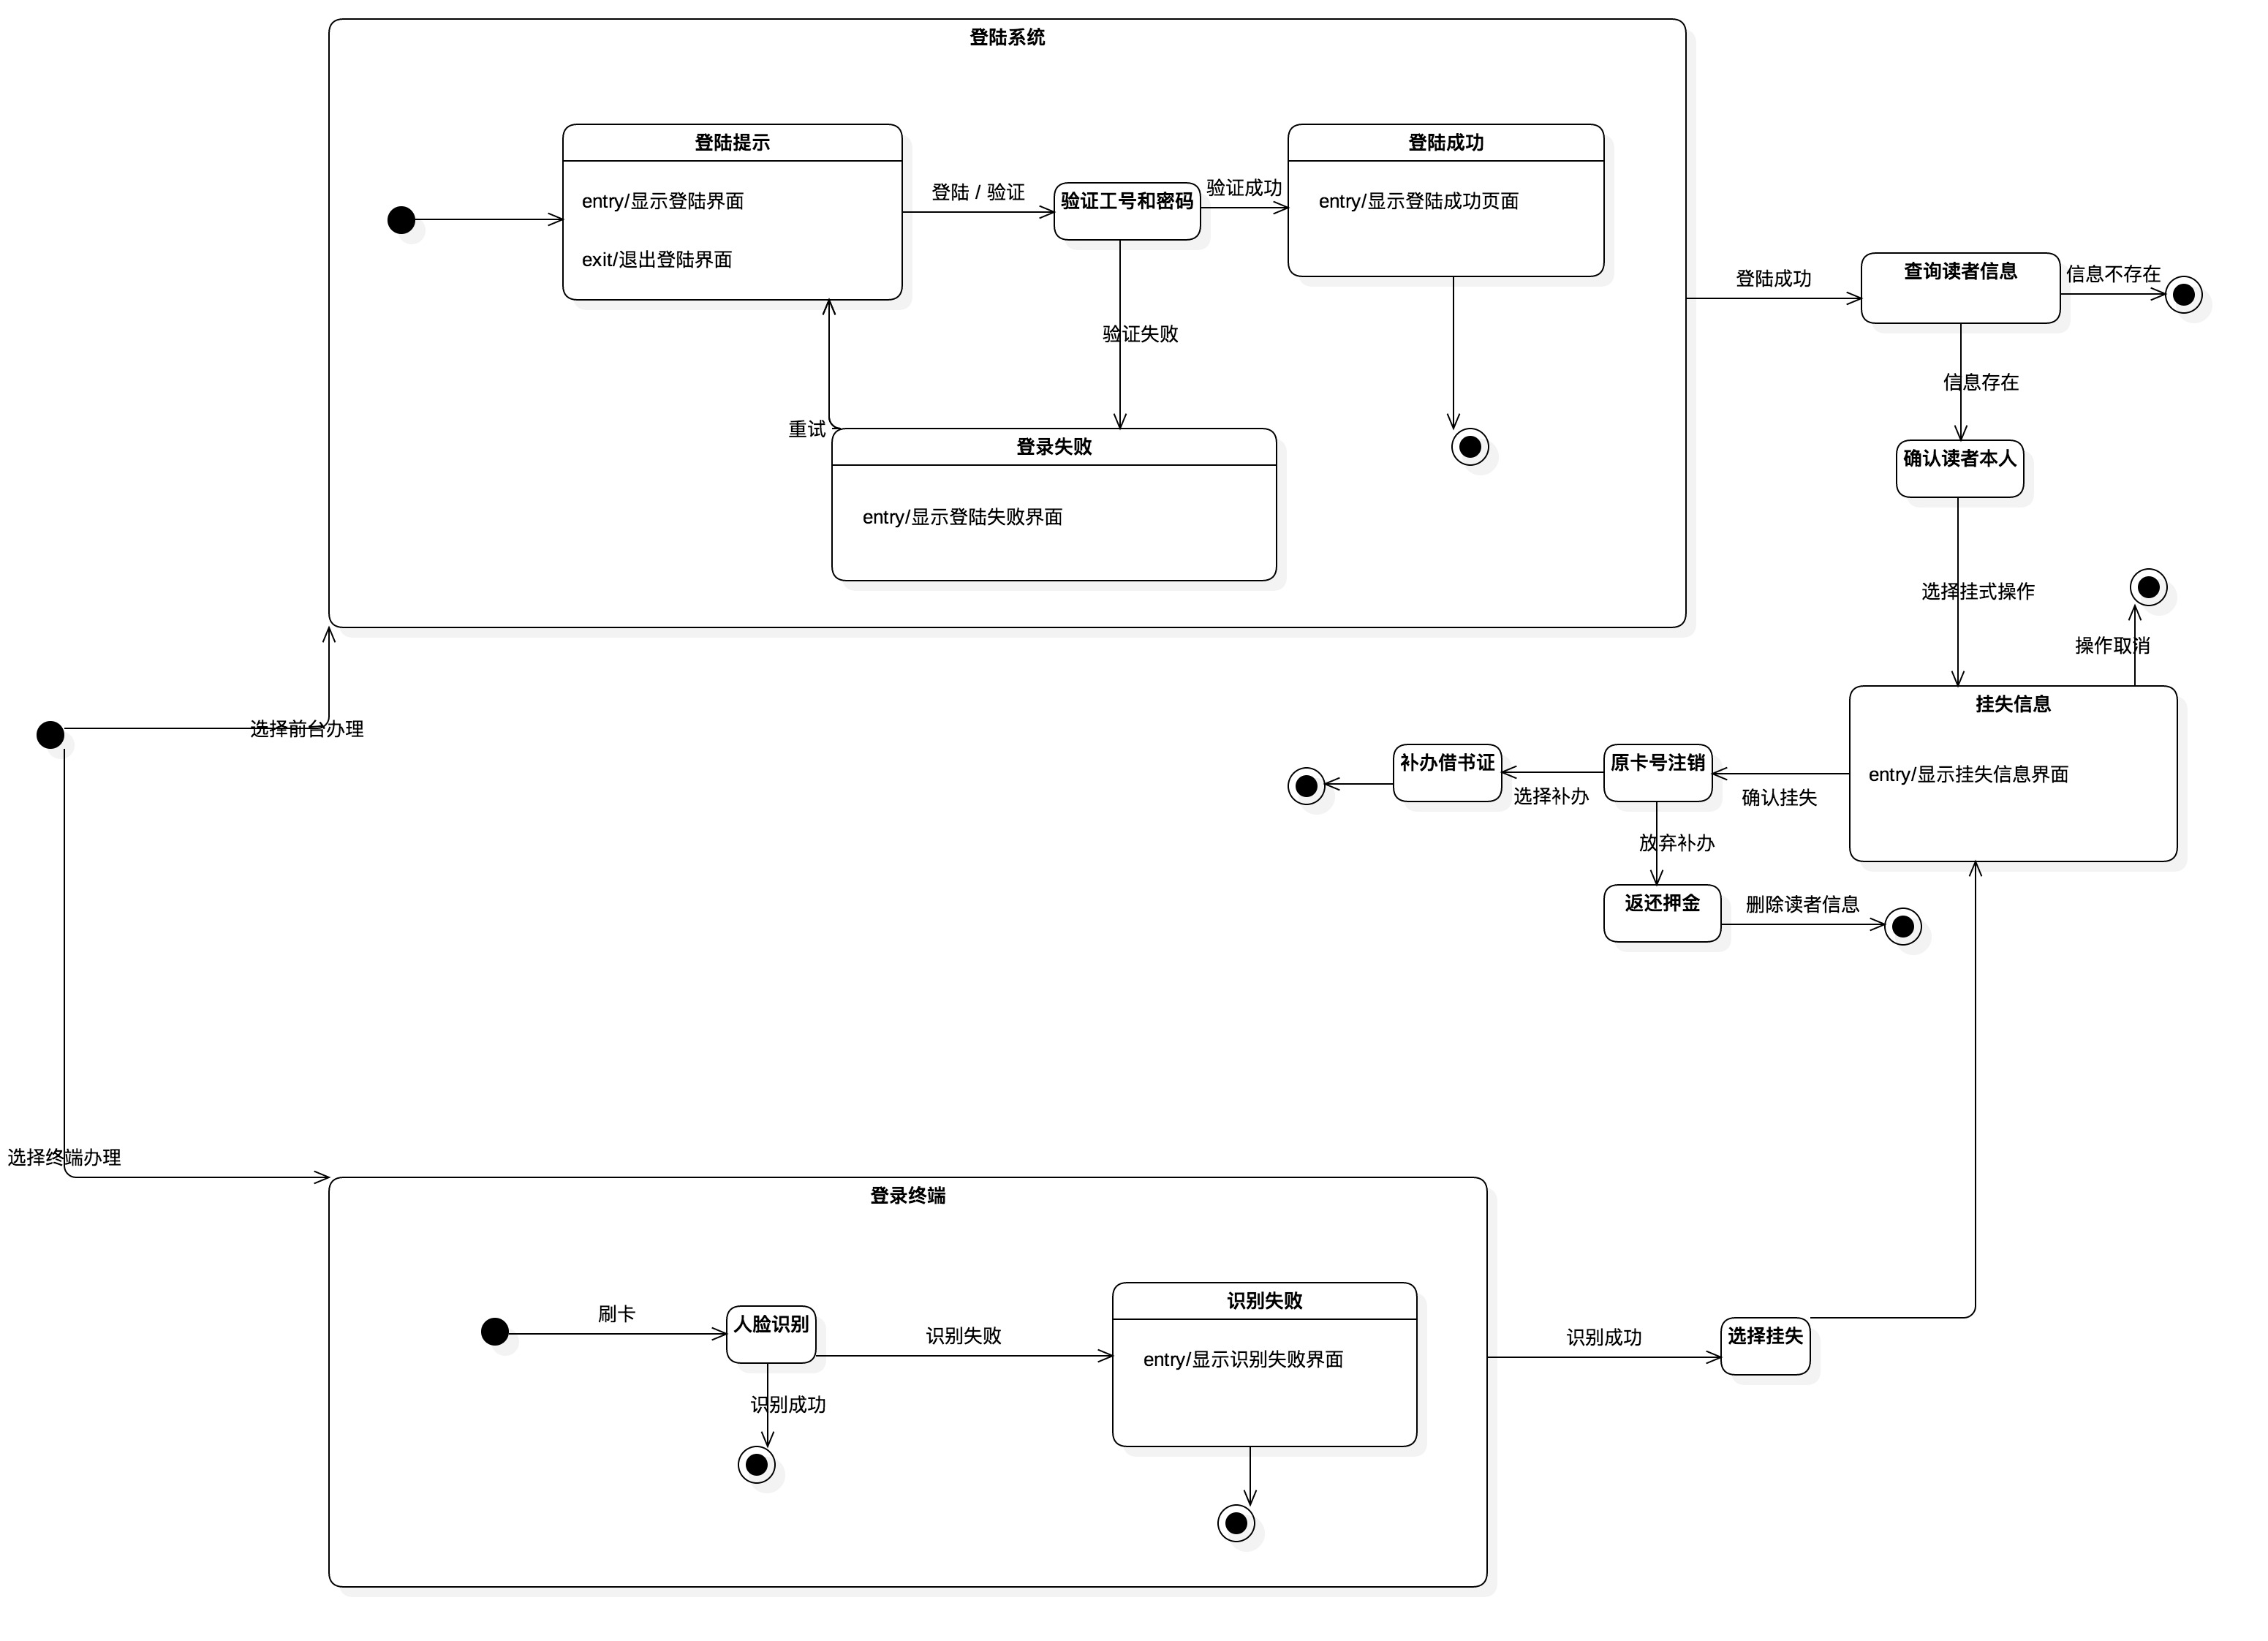 登陆系统
登陆提示
entry/显示登陆界面
exit/退出登陆界面
登陆 / 验证
验证工号和密码
验证成功
登陆成功
entry/显示登陆成功页面
验证失败
重试
登录失败
entry/显示登陆失败界面
登陆成功
查询读者信息
信息不存在
信息存在
确认读者本人
选择挂式操作
操作取消
挂失信息
entry/显示挂失信息界面
确认挂失
原卡号注销
选择补办
补办借书证
放弃补办
返还押金
删除读者信息
选择前台办理
选择终端办理
登录终端
刷卡
人脸识别
识别失败
识别成功
识别失败
entry/显示识别失败界面
识别成功
选择挂失